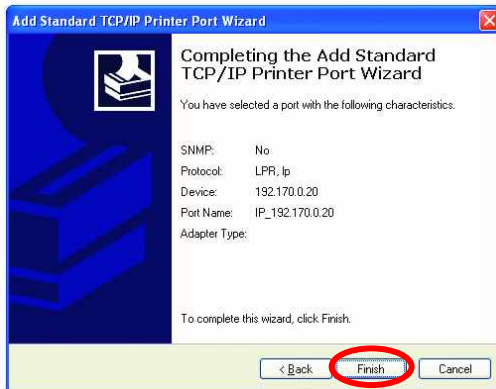 Add Standard TCP/IP Printer Port Wizard
Completing the Add Standard
TCP/IP Printer Port Wizard
You have selected a port with the following characteristics.
SNMP: No
Protocol: LPR, lp
Device: 192.170.0.20
Port Name: IP_192.170.0.20
Adapter Type:
To complete this wizard, click Finish.
< Back Finish Cancel